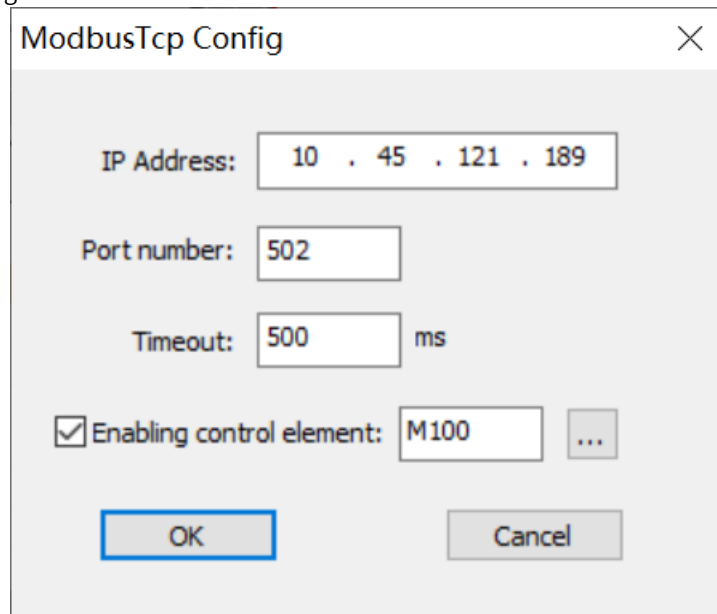 ModbusTcp Config
IP Address: 10 . 45 . 121 . 189
Port number: 502
Timeout: 500 ms
Enabling control element: M100 ...
OK Cancel